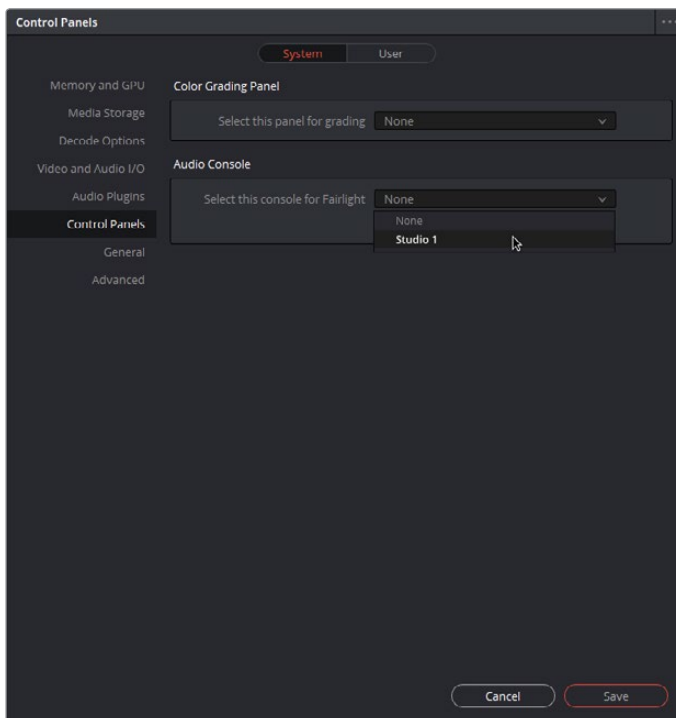 Control Panels
System User
Memory and GPU
Media Storage
Decode Options
Video and Audio I/O
Audio Plugins
Control Panels
General
Advanced
Color Grading Panel
Select this panel for grading None
Audio Console
Select this console for Fairlight None
None
Studio 1
Cancel Save